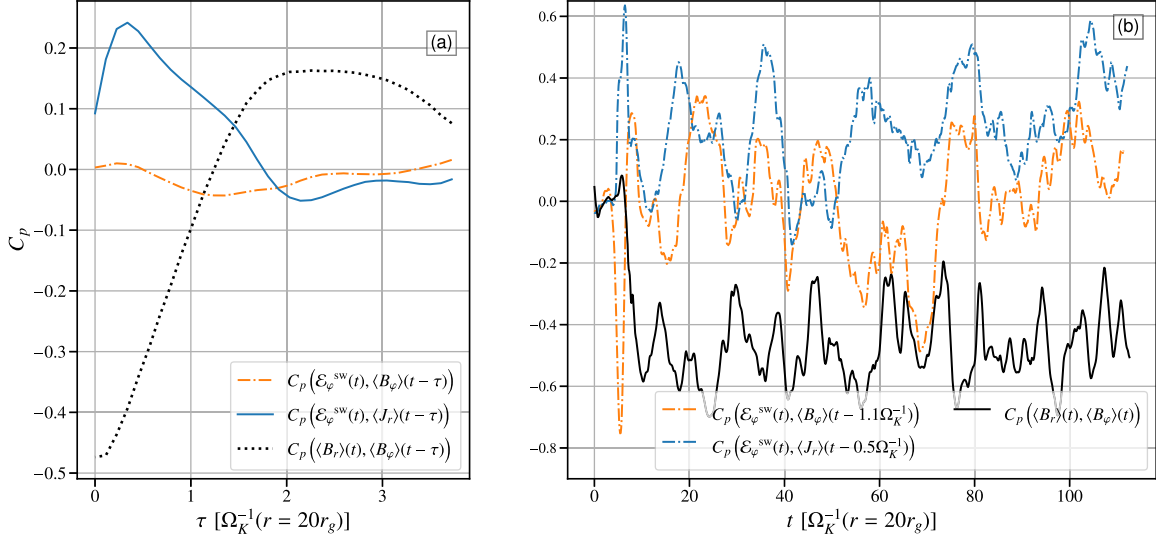 (a)
0.2
0.1
0.0
−0.1
−0.2
−0.3
−0.4
−0.5
C_p
0
1
2
3
τ [Ω_K^{-1}(r = 20r_g)]
C_p(ℰ_φ^{sw}(t), ⟨B_φ⟩(t − τ))
C_p(ℰ_φ^{sw}(t), ⟨J_r⟩(t − τ))
C_p(⟨B_r⟩(t), ⟨B_φ⟩(t − τ))
(b)
0.6
0.4
0.2
0.0
−0.2
−0.4
−0.6
−0.8
0
20
40
60
80
100
t [Ω_K^{-1}(r = 20r_g)]
C_p(ℰ_φ^{sw}(t), ⟨B_φ⟩(t − 1.1Ω_K^{-1}))
C_p(ℰ_φ^{sw}(t), ⟨J_r⟩(t − 0.5Ω_K^{-1}))
C_p(⟨B_r⟩(t), ⟨B_φ⟩(t))